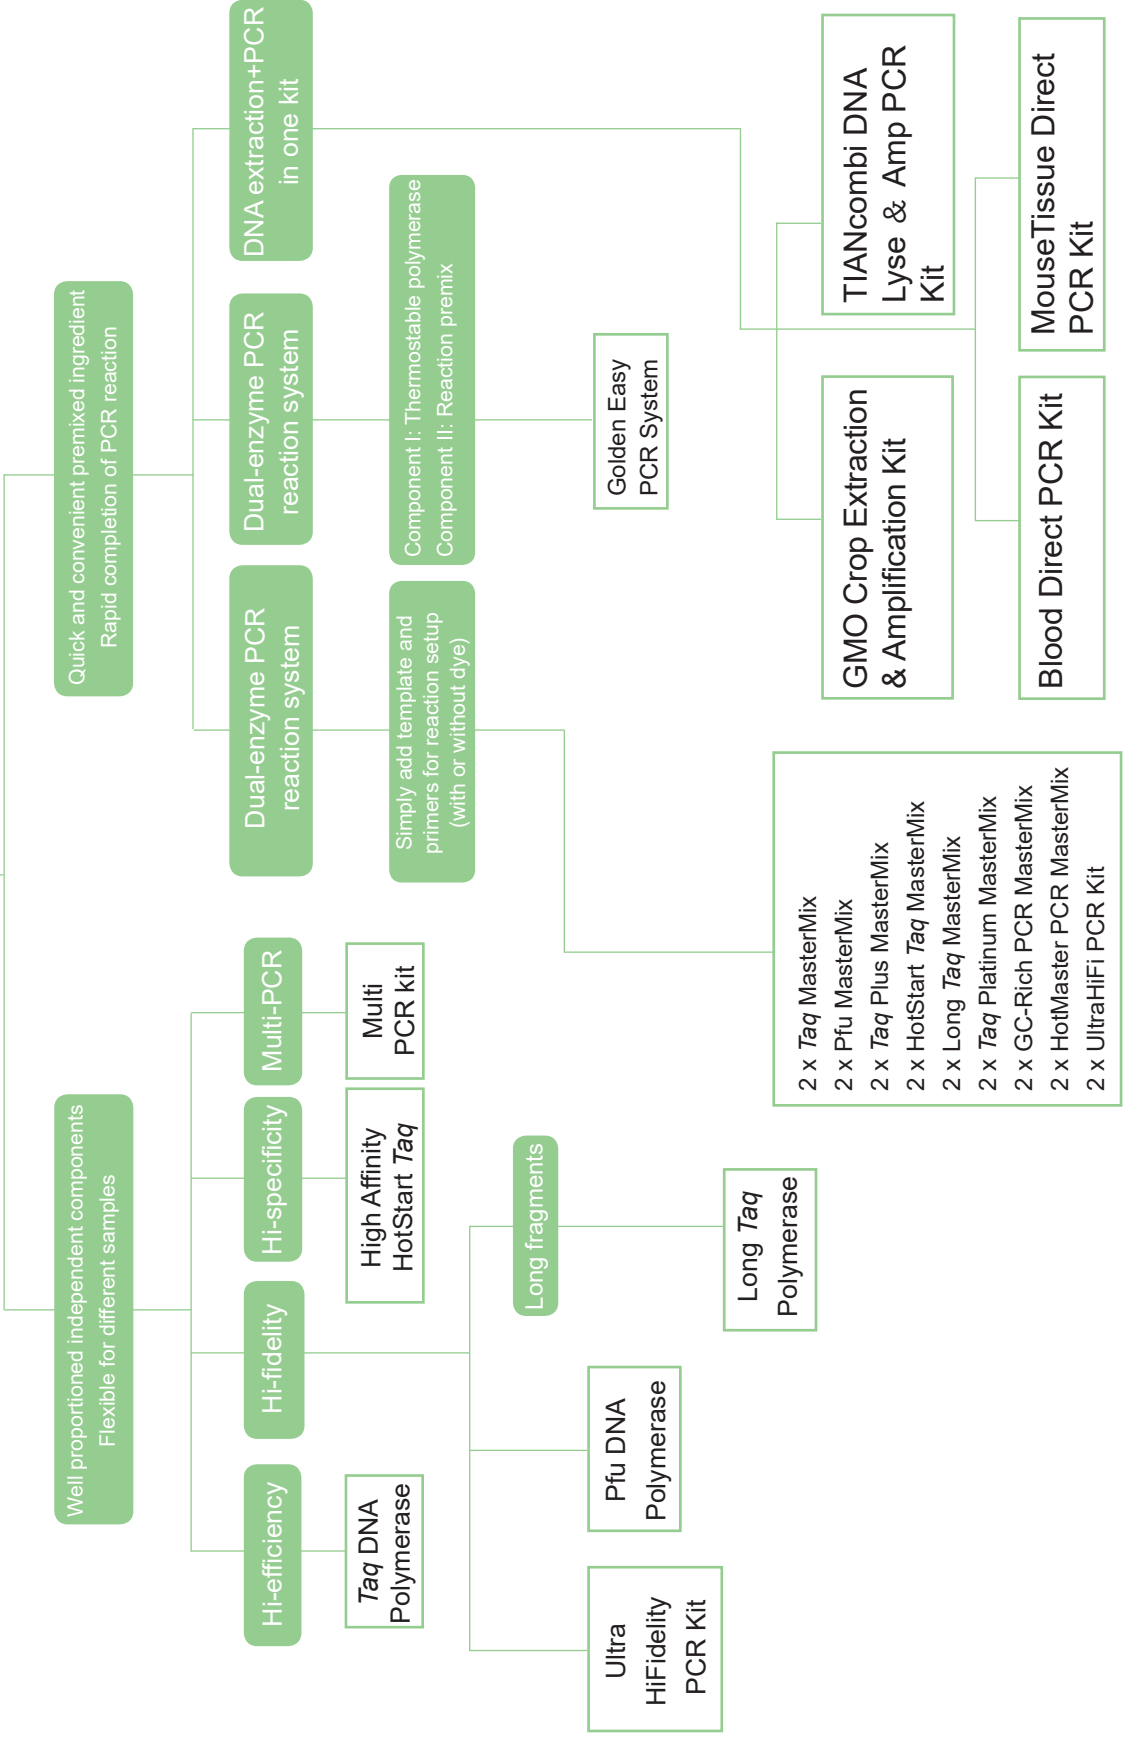 Well proportioned independent components
Flexible for different samples
Quick and convenient premixed ingredient
Rapid completion of PCR reaction
Hi-efficiency
Hi-fidelity
Hi-specificity
Multi-PCR
Dual-enzyme PCR
reaction system
Dual-enzyme PCR
reaction system
DNA extraction+PCR
in one kit
Taq DNA
Polymerase
High Affinity
HotStart Taq
Multi
PCR kit
Simply add template and
primers for reaction setup
(with or without dye)
Component I: Thermostable polymerase
Component II: Reaction premix
Long fragments
Ultra
HiFidelity
PCR Kit
Pfu DNA
Polymerase
Long Taq
Polymerase
Golden Easy
PCR System
2 x Taq MasterMix
2 x Pfu MasterMix
2 x Taq Plus MasterMix
2 x HotStart Taq MasterMix
2 x Long Taq MasterMix
2 x Taq Platinum MasterMix
2 x GC-Rich PCR MasterMix
2 x HotMaster PCR MasterMix
2 x UltraHiFi PCR Kit
GMO Crop Extraction
& Amplification Kit
TIANcombi DNA
Lyse & Amp PCR
Kit
Blood Direct PCR Kit
MouseTissue Direct
PCR Kit